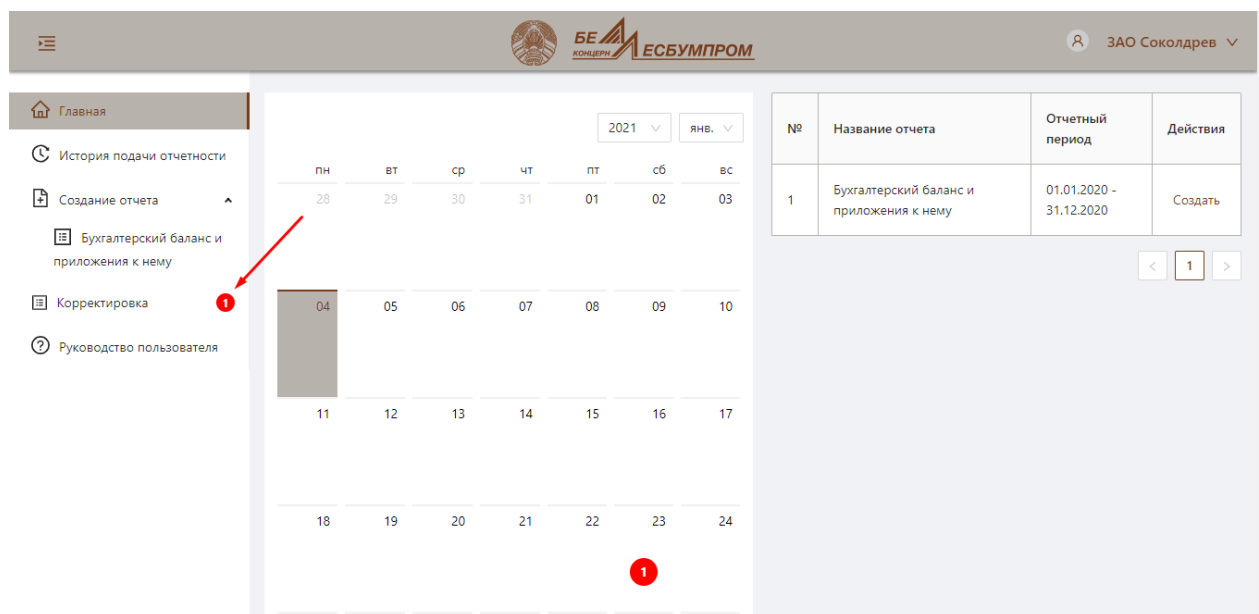 БЕЛЛЕСБУМПРОМ
КОНЦЕРН
ЗАО Соколдрев
Главная
История подачи отчетности
Создание отчета
Бухгалтерский баланс и
приложения к нему
Корректировка
1
Руководство пользователя
2021
янв.
пн вт ср чт пт сб вс
28 29 30 31 01 02 03
04 05 06 07 08 09 10
11 12 13 14 15 16 17
18 19 20 21 22 23 24
1
№ Название отчета Отчетный Действия
период
1 Бухгалтерский баланс и 01.01.2020 - Создать
приложения к нему 31.12.2020
< 1 >